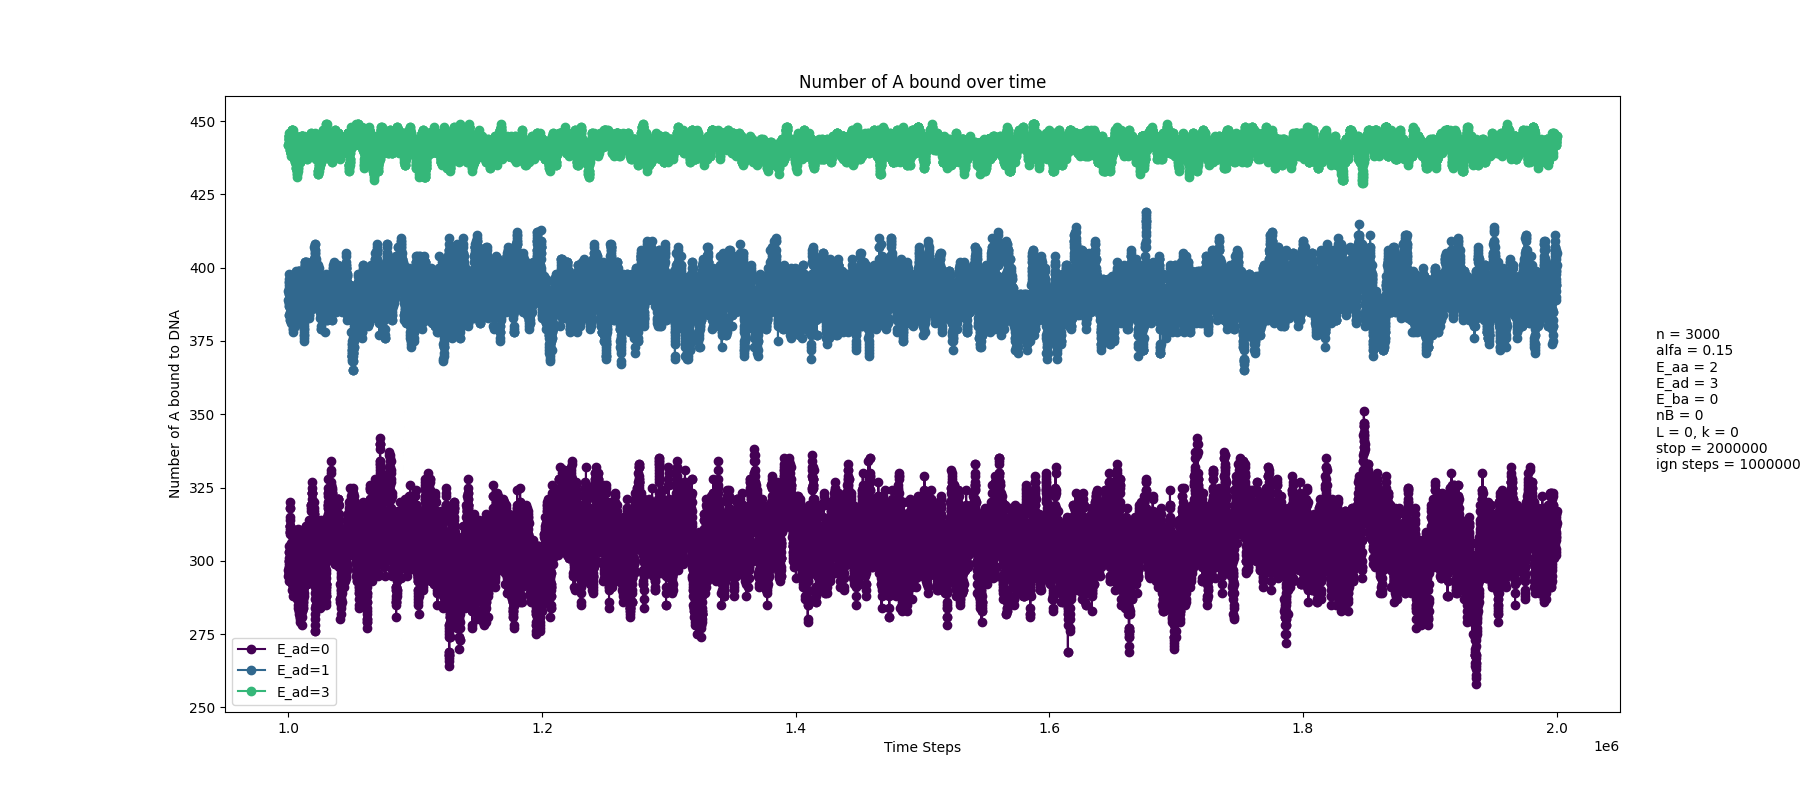 Number of A bound over time
Number of A bound to DNA
450
425
400
375
350
325
300
275
250
E_ad=0
E_ad=1
E_ad=3
1.0
1.2
1.4
1.6
1.8
2.0
1e6
Time Steps
n = 3000
alfa = 0.15
E_aa = 2
E_ad = 3
E_ba = 0
nB = 0
L = 0, k = 0
stop = 2000000
ign steps = 1000000